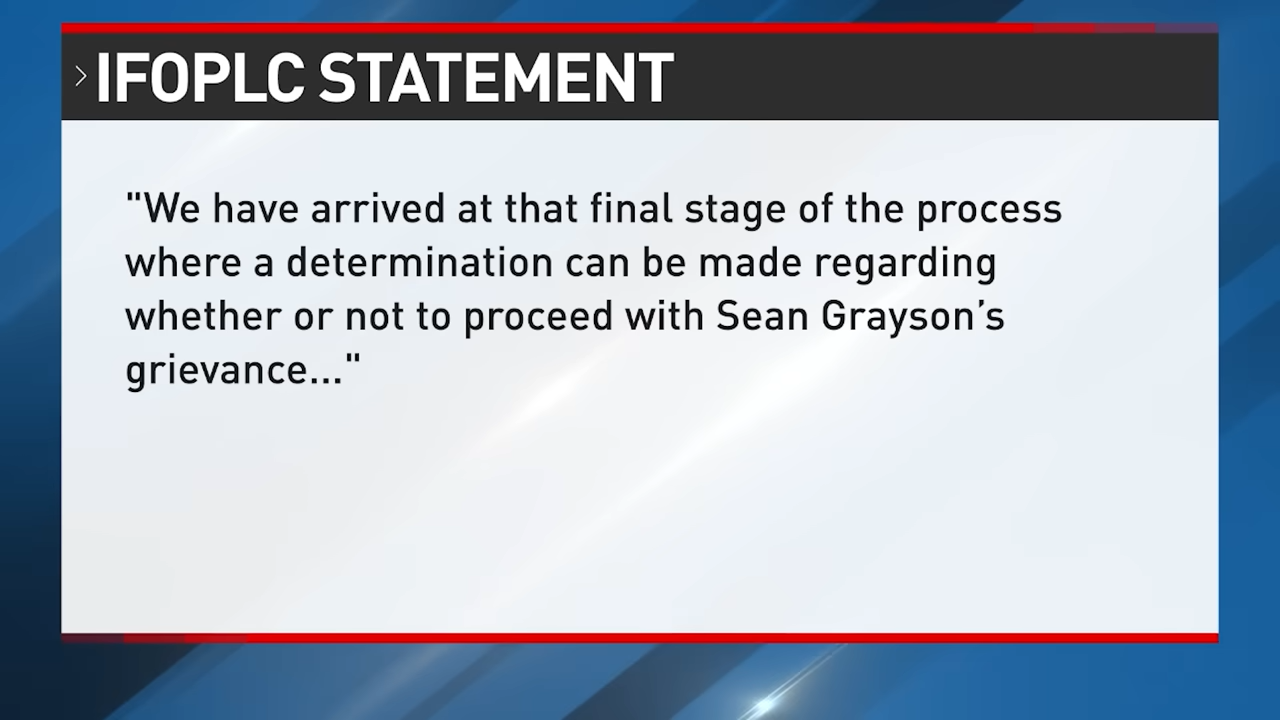 > IFOPLC STATEMENT
"We have arrived at that final stage of the process
where a determination can be made regarding
whether or not to proceed with Sean Grayson’s
grievance..."